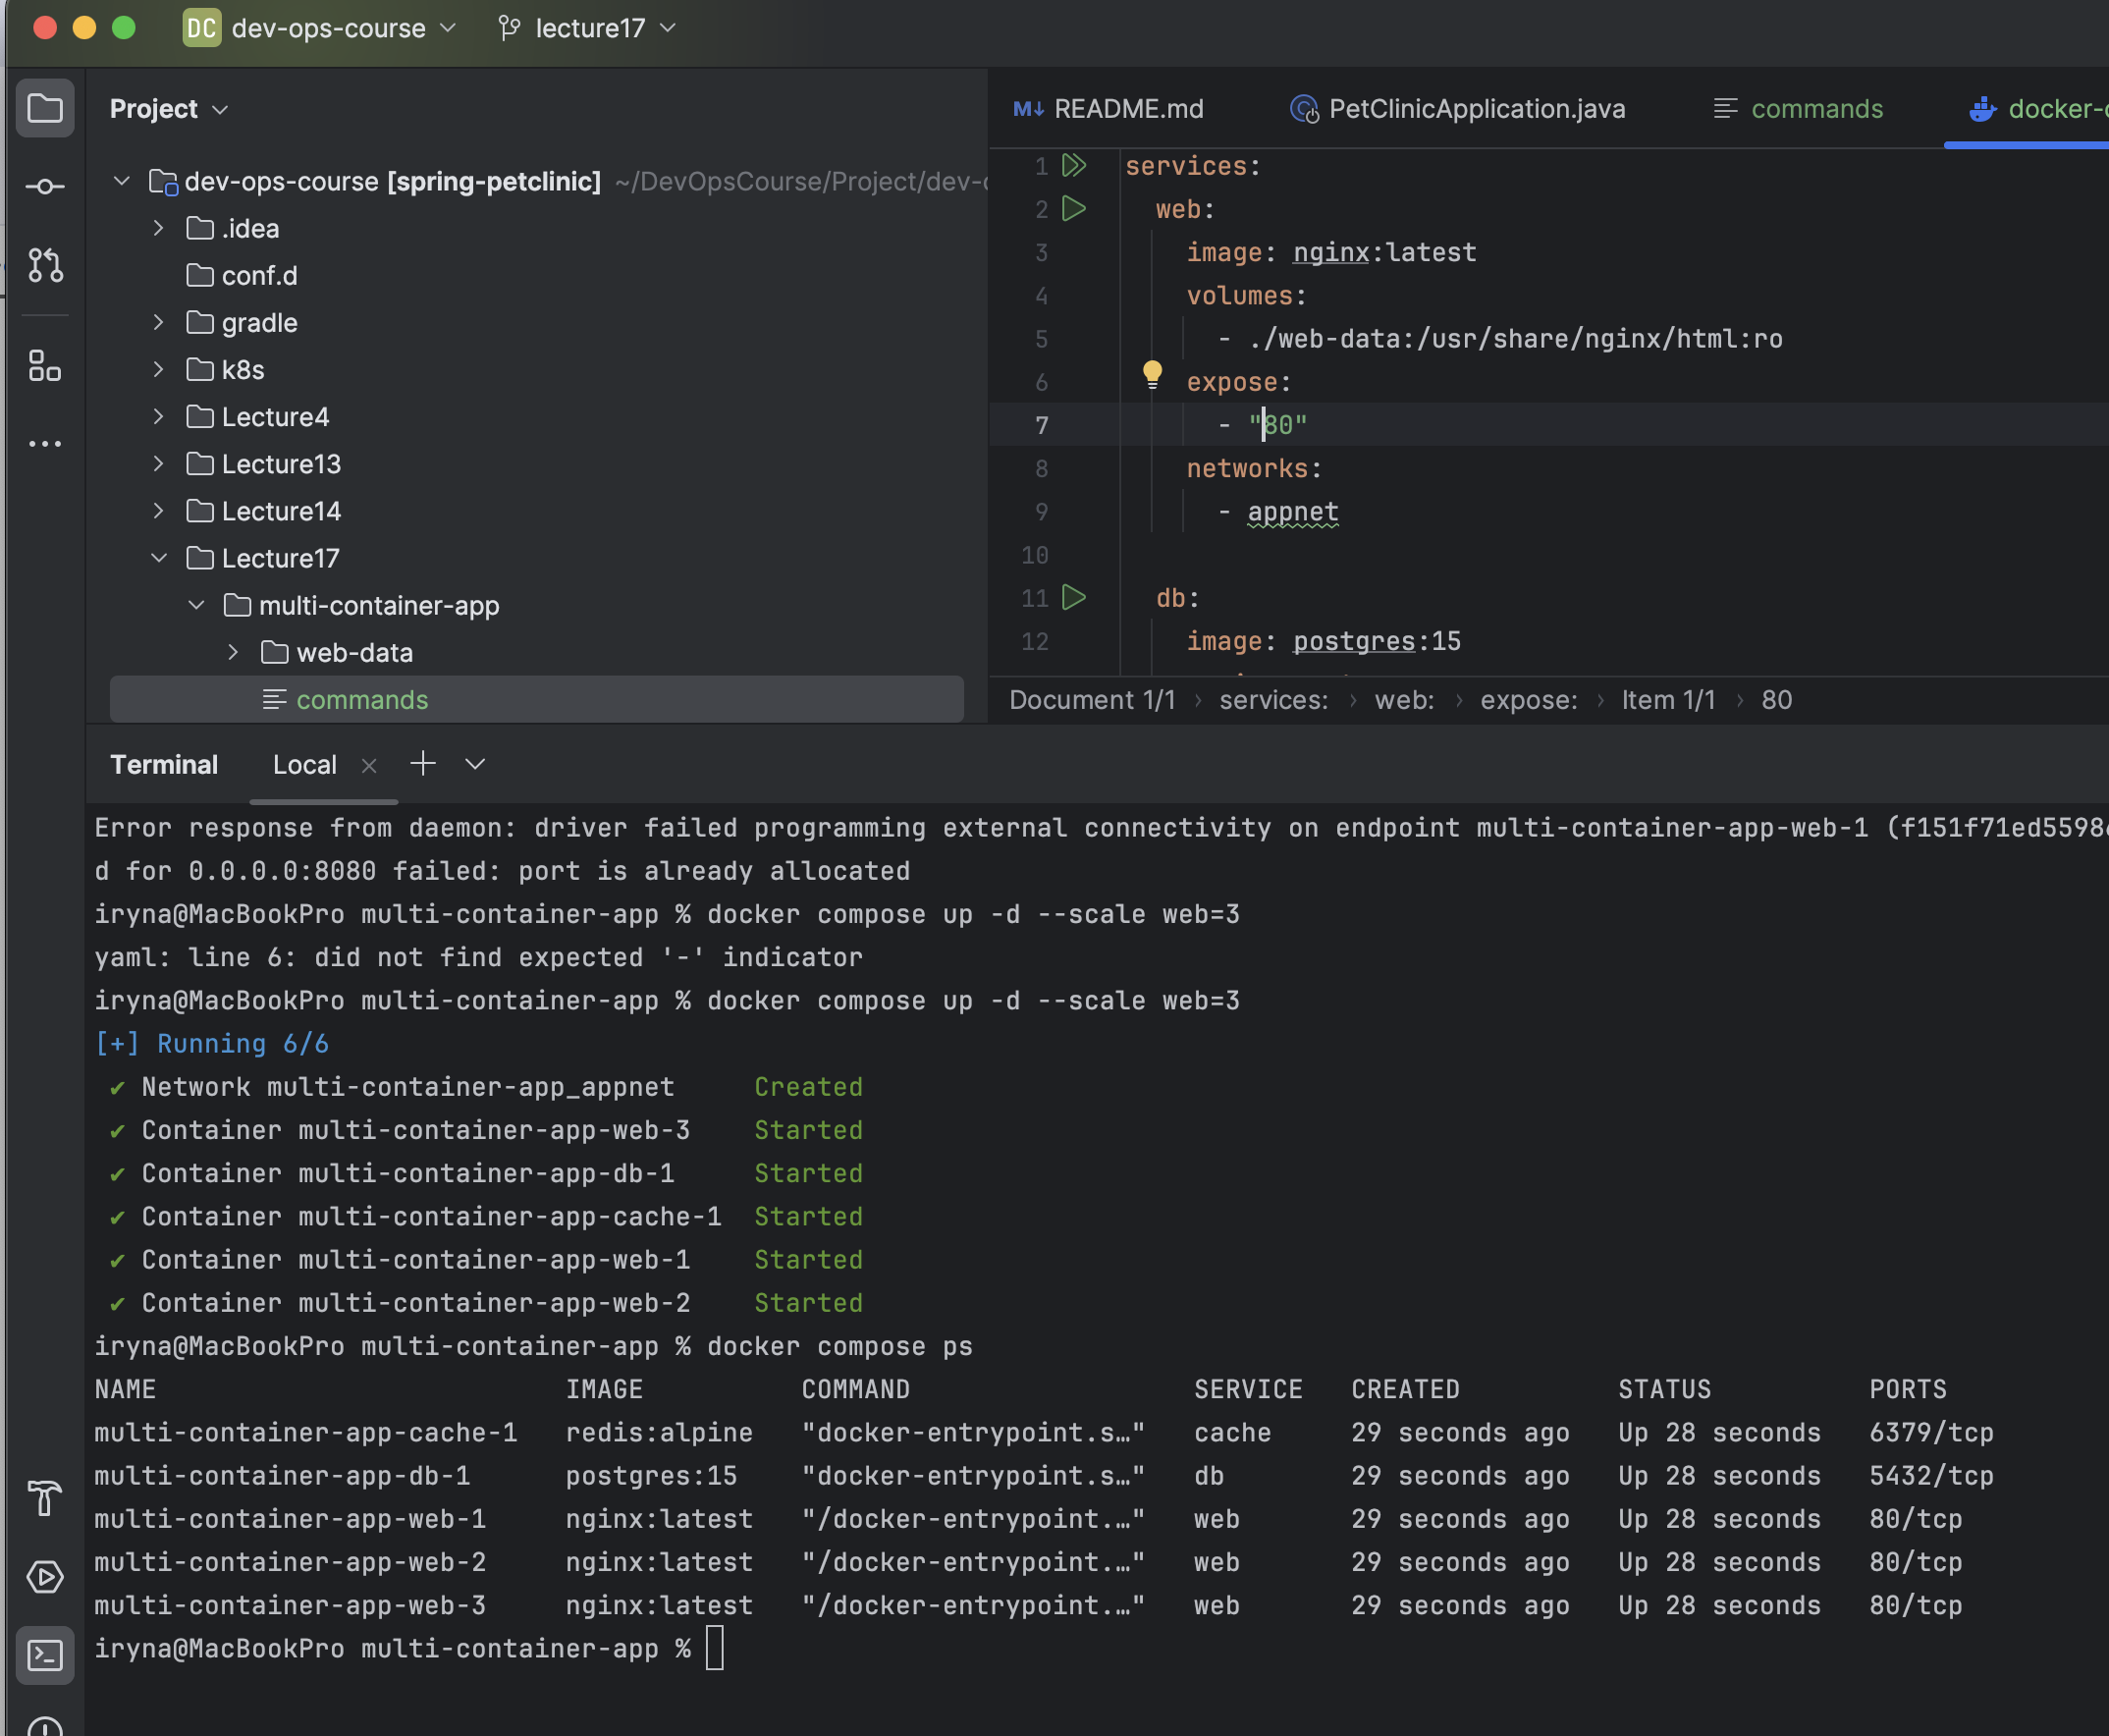 DC dev-ops-course lecture17
Project
dev-ops-course [spring-petclinic] ~/DevOpsCourse/Project/dev-
.idea
conf.d
gradle
k8s
Lecture4
Lecture13
Lecture14
Lecture17
multi-container-app
web-data
commands
README.md PetClinicApplication.java commands docker-
1 services:
2 web:
3 image: nginx:latest
4 volumes:
5 - ./web-data:/usr/share/nginx/html:ro
6 expose:
7 - "80"
8 networks:
9 - appnet
10
11 db:
12 image: postgres:15
Document 1/1 › services: › web: › expose: › Item 1/1 › 80
Terminal Local
Error response from daemon: driver failed programming external connectivity on endpoint multi-container-app-web-1 (f151f71ed5598
d for 0.0.0.0:8080 failed: port is already allocated
iryna@MacBookPro multi-container-app % docker compose up -d --scale web=3
yaml: line 6: did not find expected '-' indicator
iryna@MacBookPro multi-container-app % docker compose up -d --scale web=3
[+] Running 6/6
✔ Network multi-container-app_appnet Created
✔ Container multi-container-app-web-3 Started
✔ Container multi-container-app-db-1 Started
✔ Container multi-container-app-cache-1 Started
✔ Container multi-container-app-web-1 Started
✔ Container multi-container-app-web-2 Started
iryna@MacBookPro multi-container-app % docker compose ps
NAME IMAGE COMMAND SERVICE CREATED STATUS PORTS
multi-container-app-cache-1 redis:alpine "docker-entrypoint.s…" cache 29 seconds ago Up 28 seconds 6379/tcp
multi-container-app-db-1 postgres:15 "docker-entrypoint.s…" db 29 seconds ago Up 28 seconds 5432/tcp
multi-container-app-web-1 nginx:latest "/docker-entrypoint.…" web 29 seconds ago Up 28 seconds 80/tcp
multi-container-app-web-2 nginx:latest "/docker-entrypoint.…" web 29 seconds ago Up 28 seconds 80/tcp
multi-container-app-web-3 nginx:latest "/docker-entrypoint.…" web 29 seconds ago Up 28 seconds 80/tcp
iryna@MacBookPro multi-container-app %